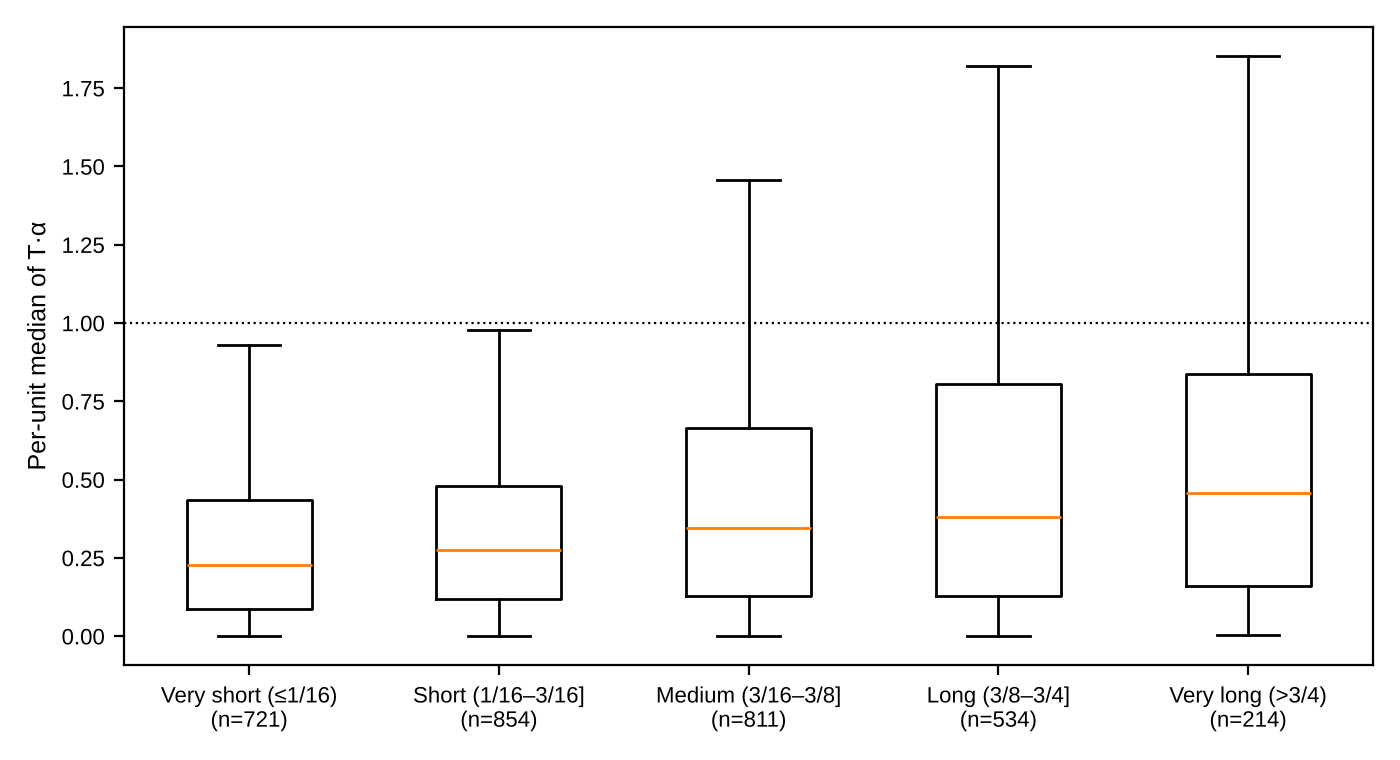 Per-unit median of T·α
1.75
1.50
1.25
1.00
0.75
0.50
0.25
0.00
Very short (≤1/16)
(n=721)
Short (1/16–3/16]
(n=854)
Medium (3/16–3/8]
(n=811)
Long (3/8–3/4]
(n=534)
Very long (>3/4)
(n=214)